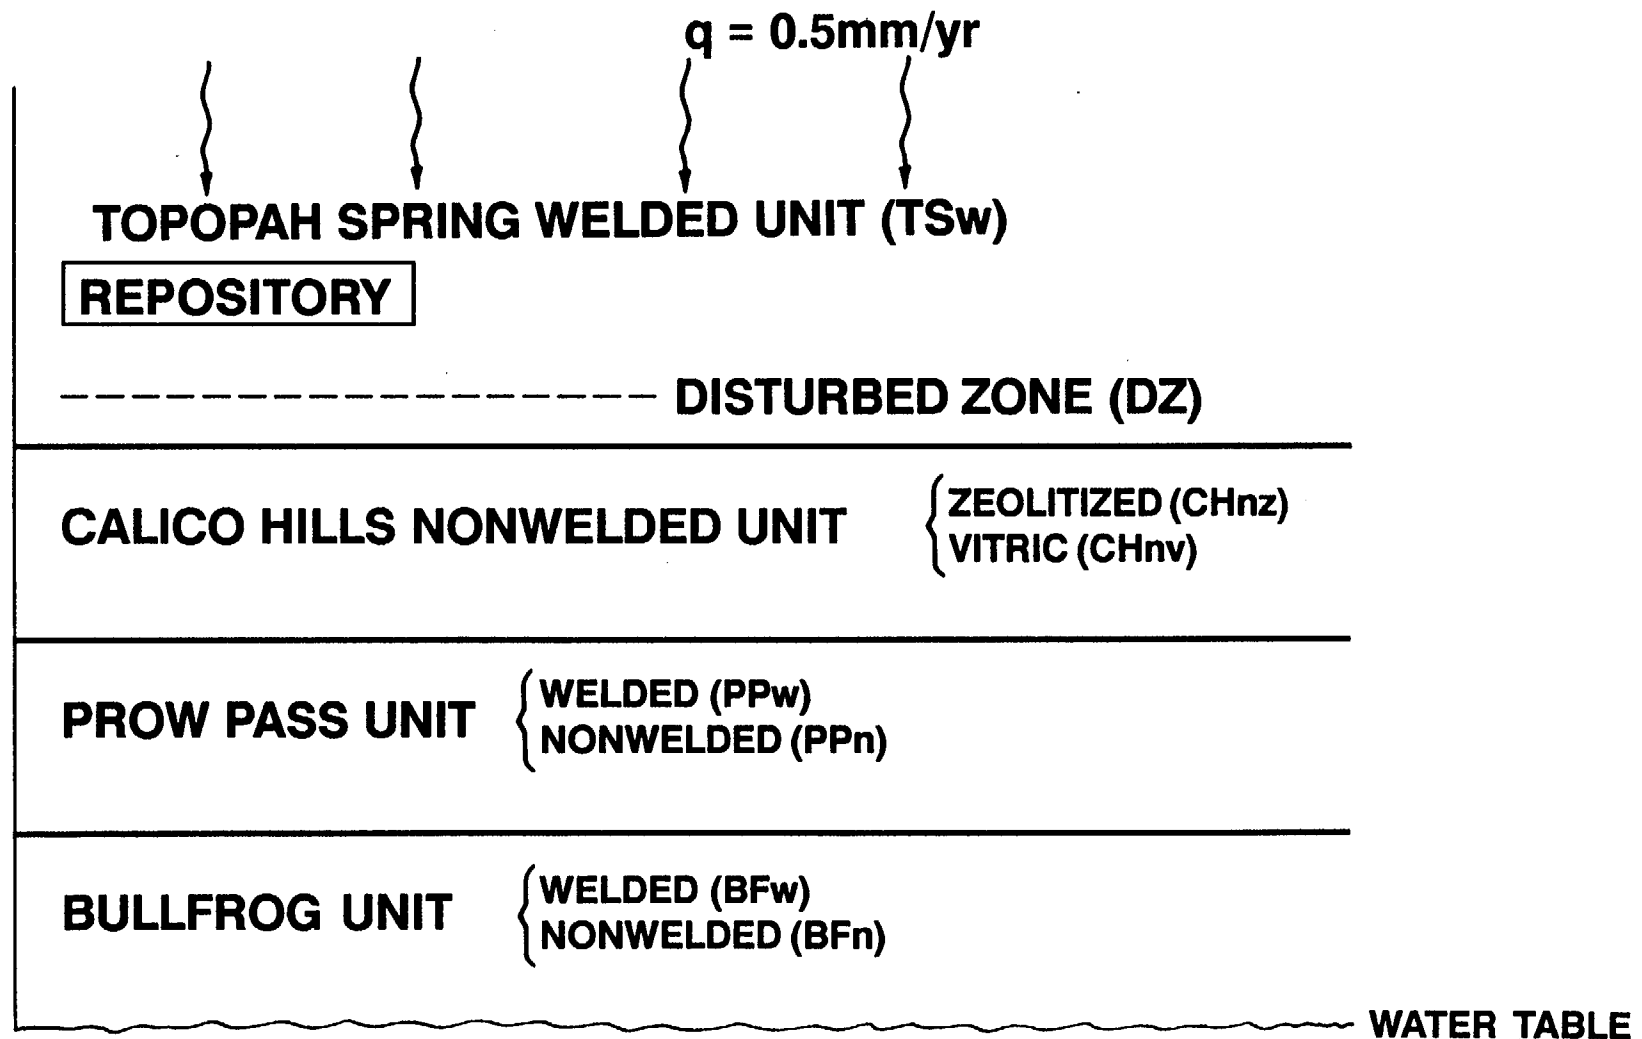 q = 0.5mm/yr
TOPOPAH SPRING WELDED UNIT (TSw)
REPOSITORY
DISTURBED ZONE (DZ)
CALICO HILLS NONWELDED UNIT
ZEOLITIZED (CHnz)
VITRIC (CHnv)
PROW PASS UNIT
WELDED (PPw)
NONWELDED (PPn)
BULLFROG UNIT
WELDED (BFw)
NONWELDED (BFn)
WATER TABLE